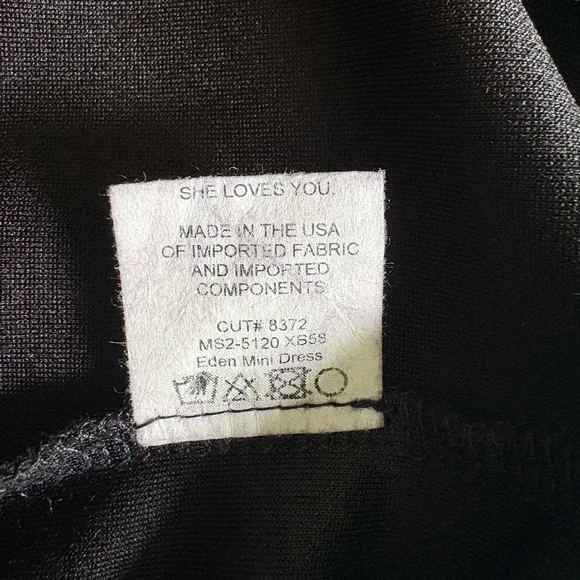 SHE LOVES YOU.
MADE IN THE USA
OF IMPORTED FABRIC
AND IMPORTED
COMPONENTS
CUT# 8372
MS2-5120 XB58
Eden Mini Dress